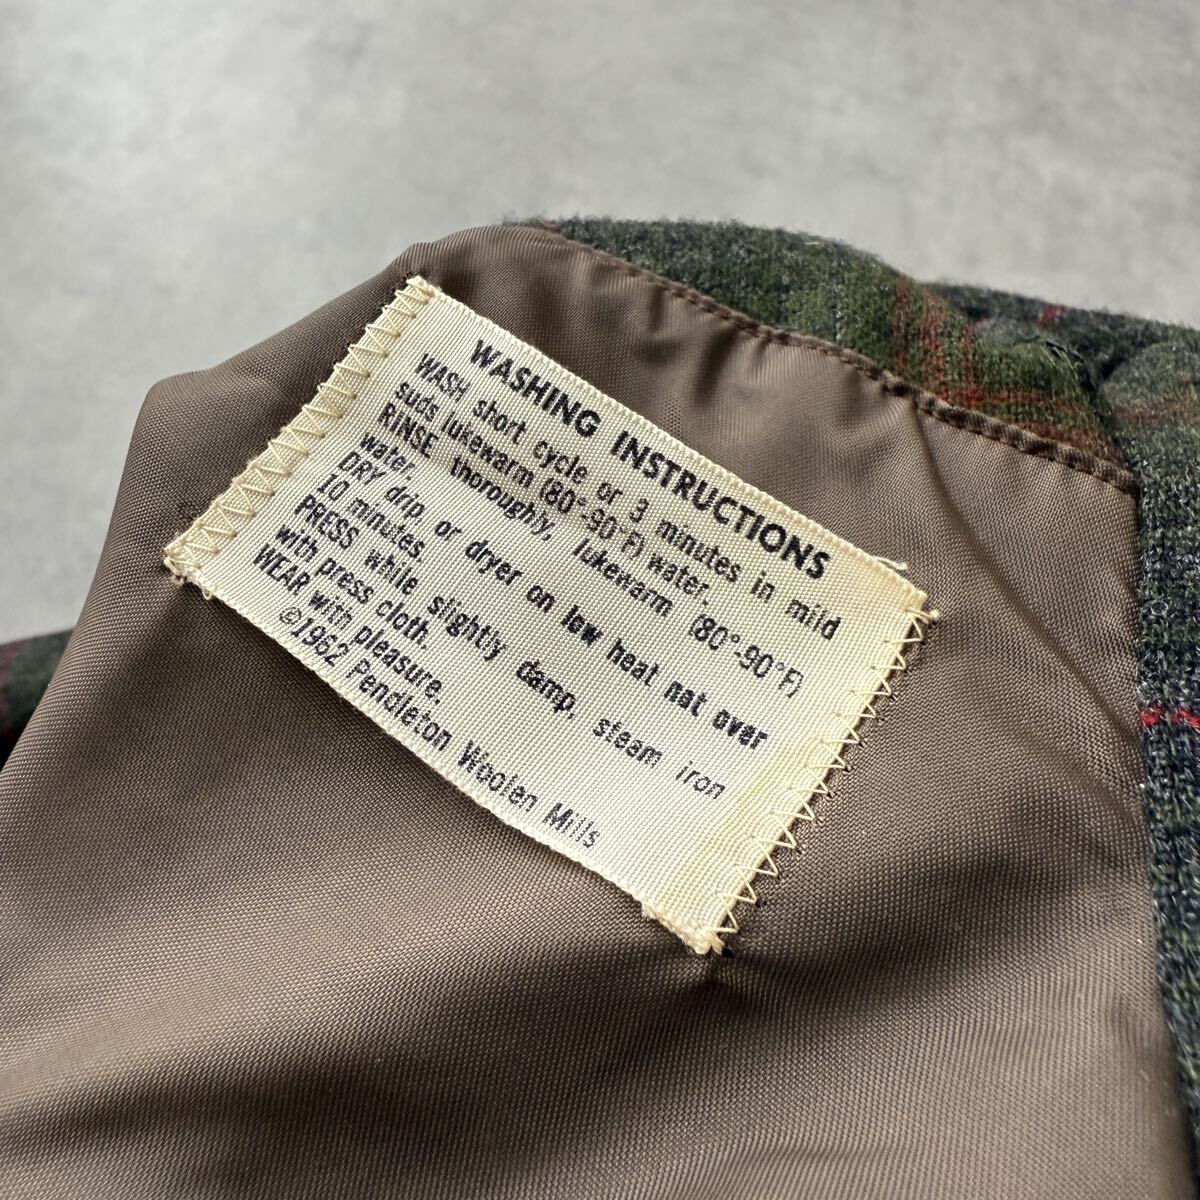 WASHING INSTRUCTIONS
WASH short cycle or 3 minutes in mild
suds lukewarm (80°-90°F) water.
RINSE thoroughly, lukewarm (80°-90°F)
water.
DRY drip, or dryer on low heat not over
10 minutes.
PRESS while slightly damp, steam iron
with press cloth.
WEAR with pleasure.
©1962 Pendleton Woolen Mills